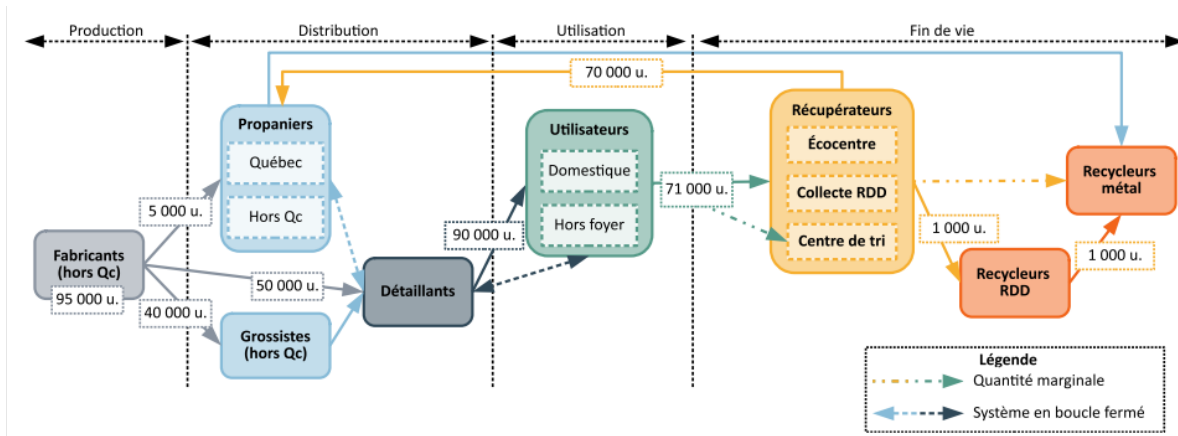 Production
Distribution
Utilisation
Fin de vie
70 000 u.
Propaniers
Québec
Hors Qc
Utilisateurs
Domestique
Hors foyer
Récupérateurs
Écocentre
Collecte RDD
Centre de tri
Recycleurs
métal
5 000 u.
71 000 u.
90 000 u.
1 000 u.
1 000 u.
Fabricants
(hors Qc)
95 000 u.
50 000 u.
40 000 u.
Détaillants
Recycleurs
RDD
Grossistes
(hors Qc)
Légende
Quantité marginale
Système en boucle fermé